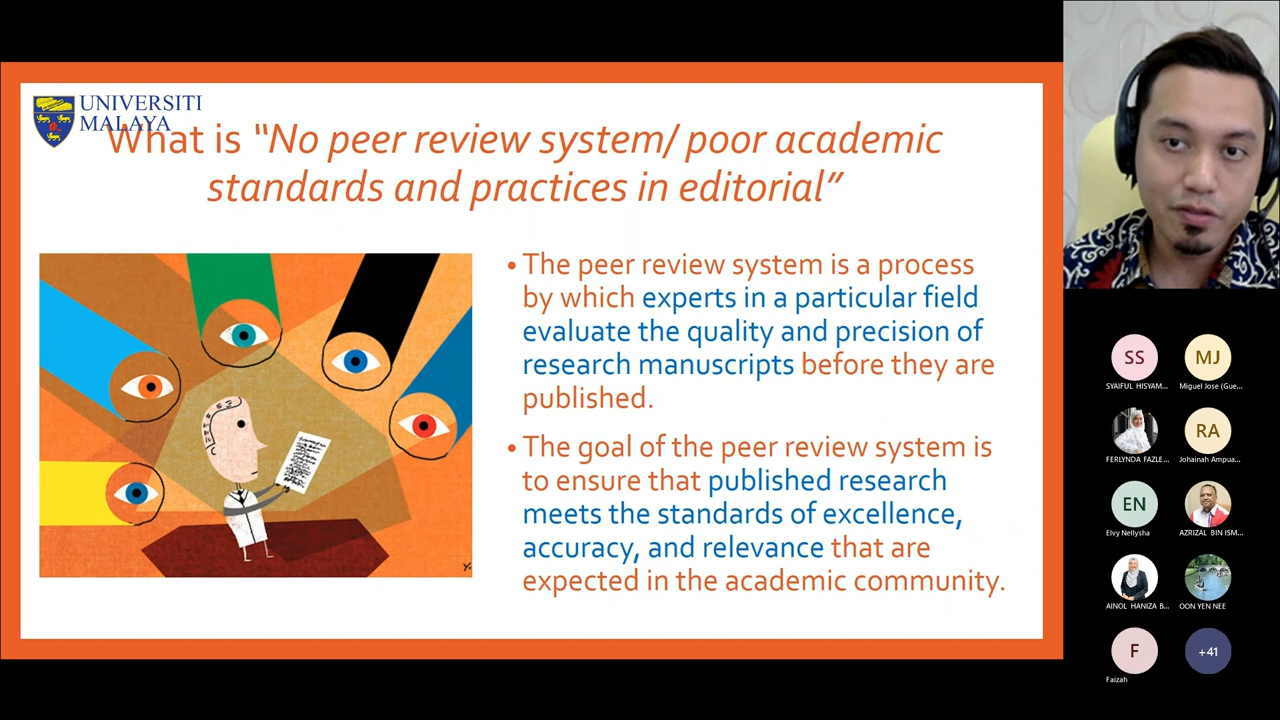 UNIVERSITI
MALAYA
What is “No peer review system/ poor academic
standards and practices in editorial”
• The peer review system is a process
by which experts in a particular field
evaluate the quality and precision of
research manuscripts before they are
published.
• The goal of the peer review system is
to ensure that published research
meets the standards of excellence,
accuracy, and relevance that are
expected in the academic community.
SS
MJ
SYAIFUL HISYAM...
Miguel Jose (Gue...
RA
FERLYNDA FAZLE...
Johainah Ampua...
EN
Elvy Nellysha
AZRIZAL BIN ISM...
AINOL HANIZA B...
OON YEN NEE
F
+41
Faizah